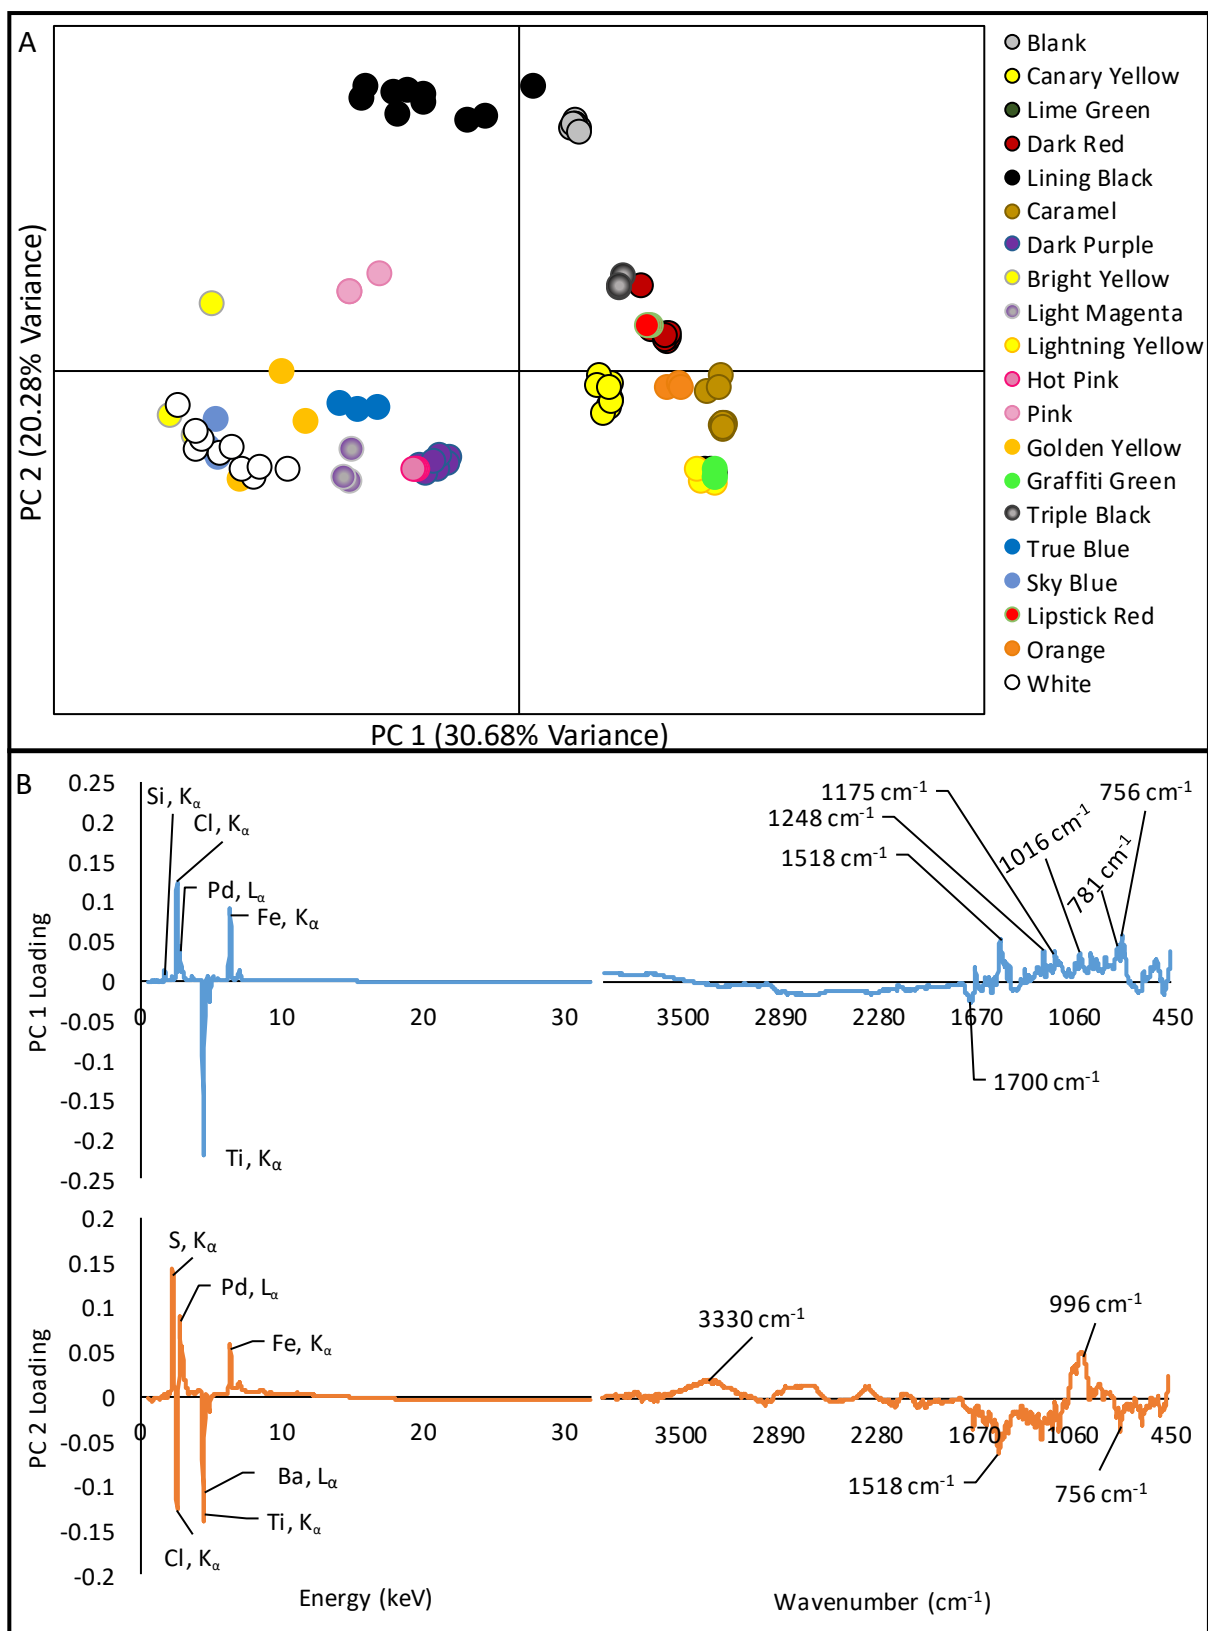 A
Blank
Canary Yellow
Lime Green
Dark Red
Lining Black
Caramel
Dark Purple
Bright Yellow
Light Magenta
Lightning Yellow
Hot Pink
Pink
Golden Yellow
Graffiti Green
Triple Black
True Blue
Sky Blue
Lipstick Red
Orange
White
PC 2 (20.28% Variance)
PC 1 (30.68% Variance)
B
PC 1 Loading
0.25
0.2
0.15
0.1
0.05
0
-0.05
-0.1
-0.15
-0.2
-0.25
Si, Kα
Cl, Kα
Pd, Lα
Fe, Kα
Ti, Kα
0 10 20 30
1175 cm-1
756 cm-1
1248 cm-1
1016 cm-1
1518 cm-1
781 cm-1
3500 2890 2280 1670 1060 450
1700 cm-1
PC 2 Loading
0.2
0.15
0.1
0.05
0
-0.05
-0.1
-0.15
-0.2
S, Kα
Pd, Lα
Fe, Kα
Ba, Lα
Ti, Kα
Cl, Kα
0 10 20 30
3330 cm-1
996 cm-1
3500 2890 2280 1670 1060 450
1518 cm-1
756 cm-1
Energy (keV)
Wavenumber (cm-1)